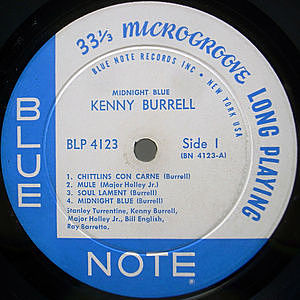 33⅓ MICROGROOVE LONG PLAYING
BLUE NOTE RECORDS INC • NEW YORK USA
MIDNIGHT BLUE
KENNY BURRELL
BLP 4123 Side 1
(BN 4123-A)
1. CHITTLINS CON CARNE (Burrell)
2. MULE (Major Holley Jr.)
3. SOUL LAMENT (Burrell)
4. MIDNIGHT BLUE (Burrell)
Stanley Turrentine, Kenny Burrell,
Major Holley Jr., Bill English,
Ray Barretto.
BLUE
NOTE ®